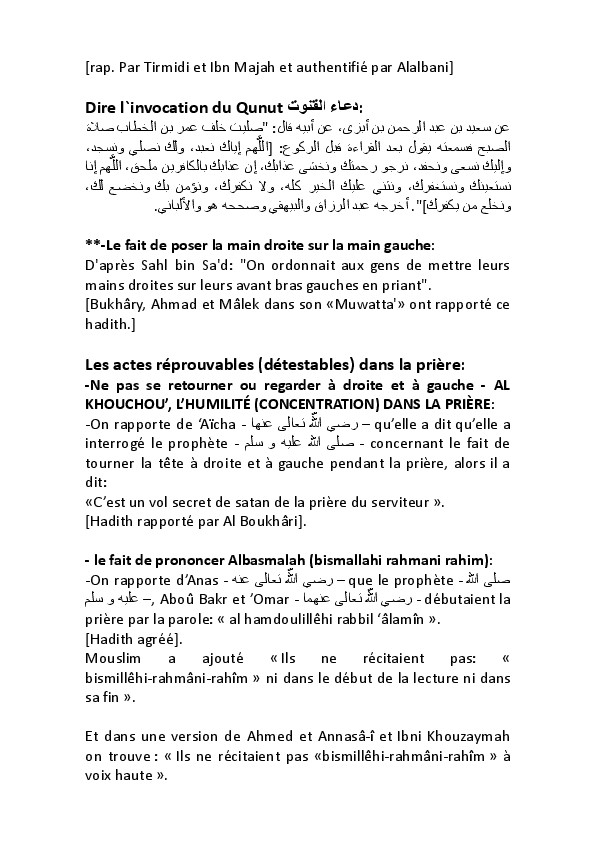 [rap. Par Tirmidi et Ibn Majah et authentifié par Alalbani]
Dire l`invocation du Qunut دعاء القنوت:
عن سعيد بن عبد الرحمن بن أبزى، عن أبيه قال: "صليت خلف عمر بن الخطاب صلاة
الصبح فسمعته يقول بعد القراءة قبل الركوع: [اللَّهم إياك نعبد، ولك نصلي ونسجد،
وإليك نسعى ونحفد، نرجو رحمتك ونخشى عذابك، إن عذابك بالكافرين ملحق، اللَّهم إنا
نستعينك ونستغفرك، ونثني عليك الخير كله، ولا نكفرك، ونؤمن بك ونخضع لك،
ونخلع من يكفرك]". أخرجه عبد الرزاق والبيهقي وصححه هو والألباني.
**-Le fait de poser la main droite sur la main gauche:
D'après Sahl bin Sa'd: "On ordonnait aux gens de mettre leurs
mains droites sur leurs avant bras gauches en priant".
[Bukhâry, Ahmad et Mâlek dans son «Muwatta'» ont rapporté ce
hadith.]
Les actes réprouvables (détestables) dans la prière:
-Ne pas se retourner ou regarder à droite et à gauche - AL
KHOUCHOU’, L’HUMILITÉ (CONCENTRATION) DANS LA PRIÈRE:
-On rapporte de ‘Aïcha - رضي الله تعالى عنها – qu’elle a dit qu’elle a
interrogé le prophète - صلى الله عليه و سلم - concernant le fait de
tourner la tête à droite et à gauche pendant la prière, alors il a
dit:
«C’est un vol secret de satan de la prière du serviteur ».
[Hadith rapporté par Al Boukhâri].
- le fait de prononcer Albasmalah (bismallahi rahmani rahim):
-On rapporte d’Anas - رضي الله تعالى عنه – que le prophète - صلى الله
عليه و سلم –, Aboû Bakr et ’Omar - رضي الله تعالى عنهما - débutaient la
prière par la parole: « al hamdoulillêhi rabbil ‘âlamîn ».
[Hadith agréé].
Mouslim a ajouté « Ils ne récitaient pas: «
bismillêhi-rahmâni-rahîm » ni dans le début de la lecture ni dans
sa fin ».
Et dans une version de Ahmed et Annasâ-î et Ibni Khouzaymah
on trouve : « Ils ne récitaient pas «bismillêhi-rahmâni-rahîm » à
voix haute ».